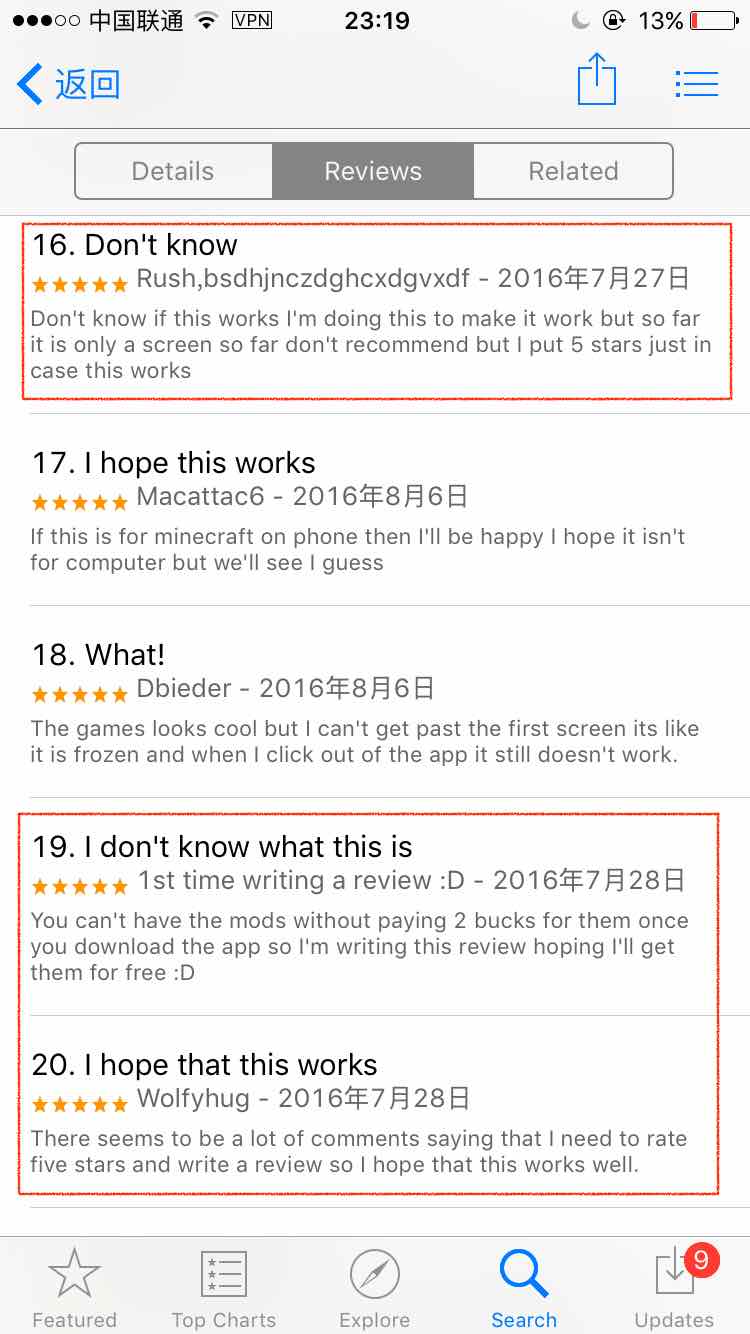 中国联通 VPN 23:19 13%
返回
Details Reviews Related
16. Don't know
Rush,bsdhjnczdghcxdgvxdf - 2016年7月27日
Don't know if this works I'm doing this to make it work but so far
it is only a screen so far don't recommend but I put 5 stars just in
case this works
17. I hope this works
Macattac6 - 2016年8月6日
If this is for minecraft on phone then I'll be happy I hope it isn't
for computer but we'll see I guess
18. What!
Dbieder - 2016年8月6日
The games looks cool but I can't get past the first screen its like
it is frozen and when I click out of the app it still doesn't work.
19. I don't know what this is
1st time writing a review :D - 2016年7月28日
You can't have the mods without paying 2 bucks for them once
you download the app so I'm writing this review hoping I'll get
them for free :D
20. I hope that this works
Wolfyhug - 2016年7月28日
There seems to be a lot of comments saying that I need to rate
five stars and write a review so I hope that this works well.
9
Featured Top Charts Explore Search Updates